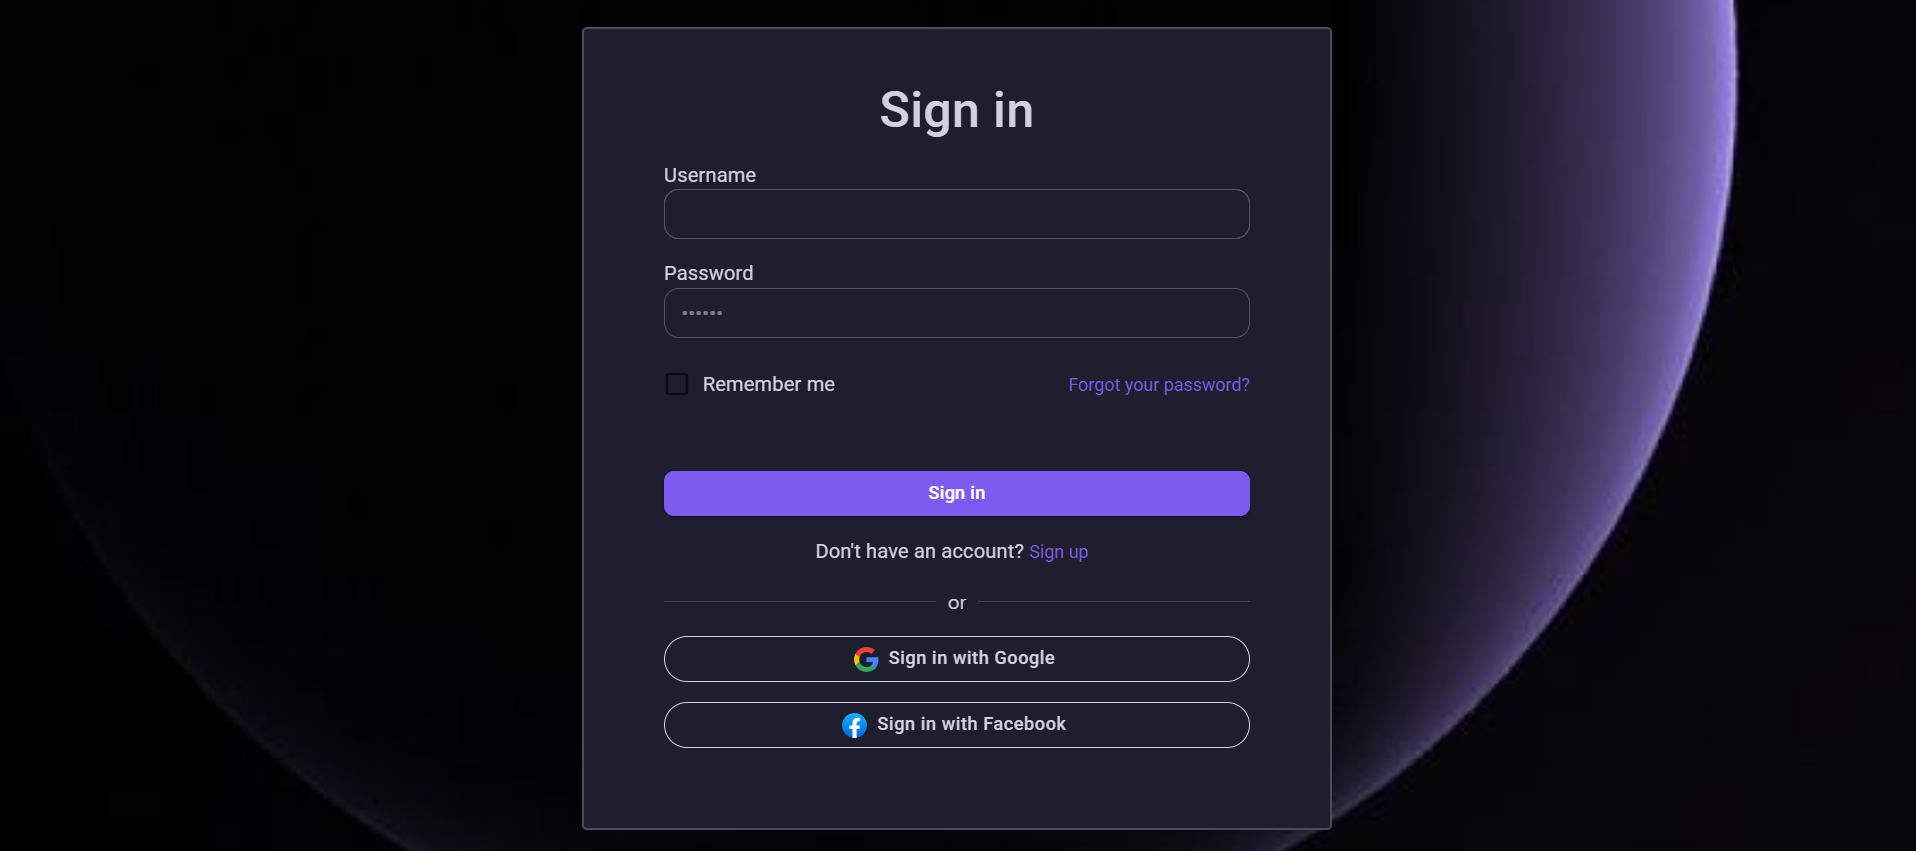 Sign in
Username
Password
••••••
Remember me
Forgot your password?
Sign in
Don't have an account? Sign up
or
Sign in with Google
Sign in with Facebook